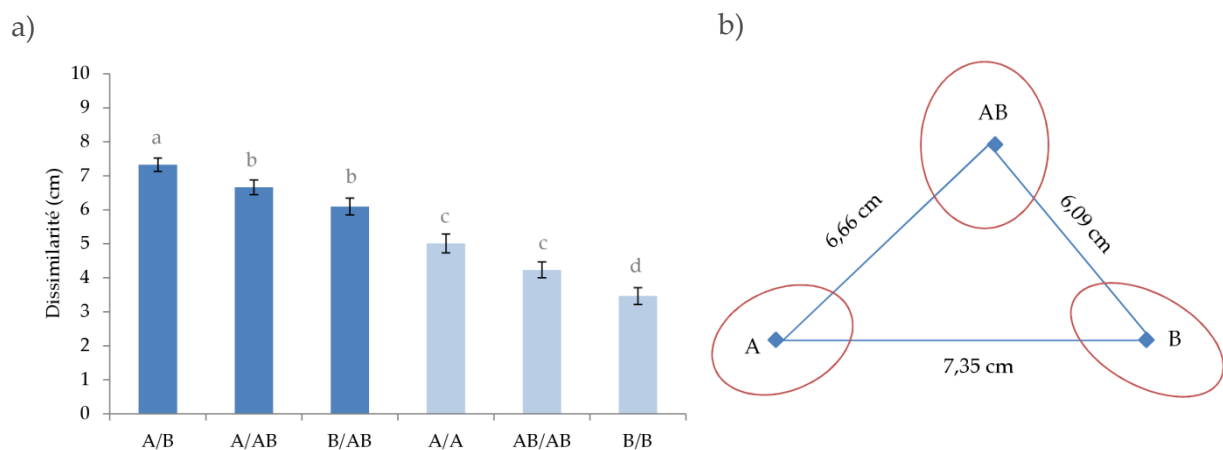 a)
Dissimilarité (cm)
10
9
8
7
6
5
4
3
2
1
0
a
b
b
c
c
d
A/B A/AB B/AB A/A AB/AB B/B
b)
AB
6,66 cm
6,09 cm
A
B
7,35 cm